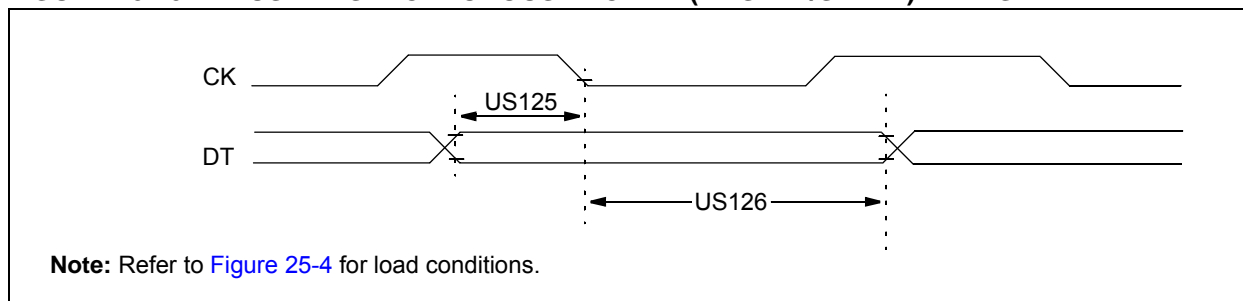 CK
US125
DT
US126
Note: Refer to Figure 25-4 for load conditions.